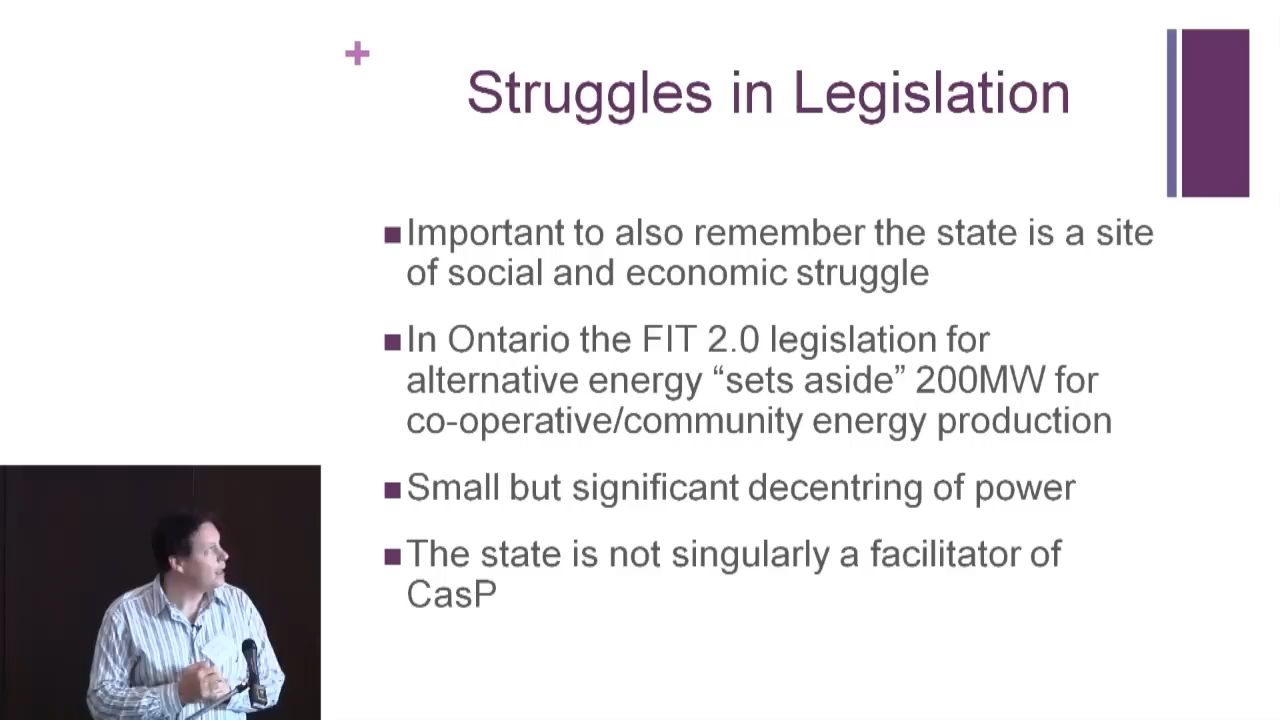 +
Struggles in Legislation
■Important to also remember the state is a site
of social and economic struggle
■In Ontario the FIT 2.0 legislation for
alternative energy “sets aside” 200MW for
co-operative/community energy production
■Small but significant decentring of power
■The state is not singularly a facilitator of
CasP